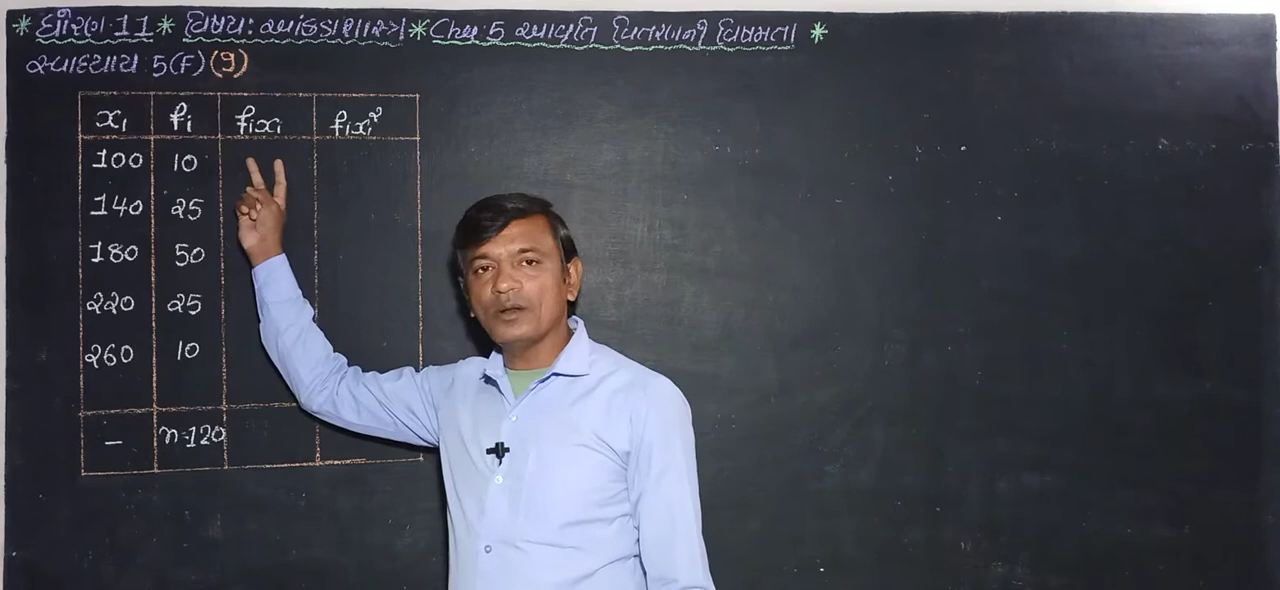 * ધોરણ: 11 * વિષય: આંકડાશાસ્ત્ર * Ch: 5 આવૃતિ વિતરણની વિષમતા *
સ્વાધ્યાય: 5(F) (9)
xᵢ fᵢ fᵢxᵢ fᵢxᵢ²
100 10
140 25
180 50
220 25
260 10
– n=120